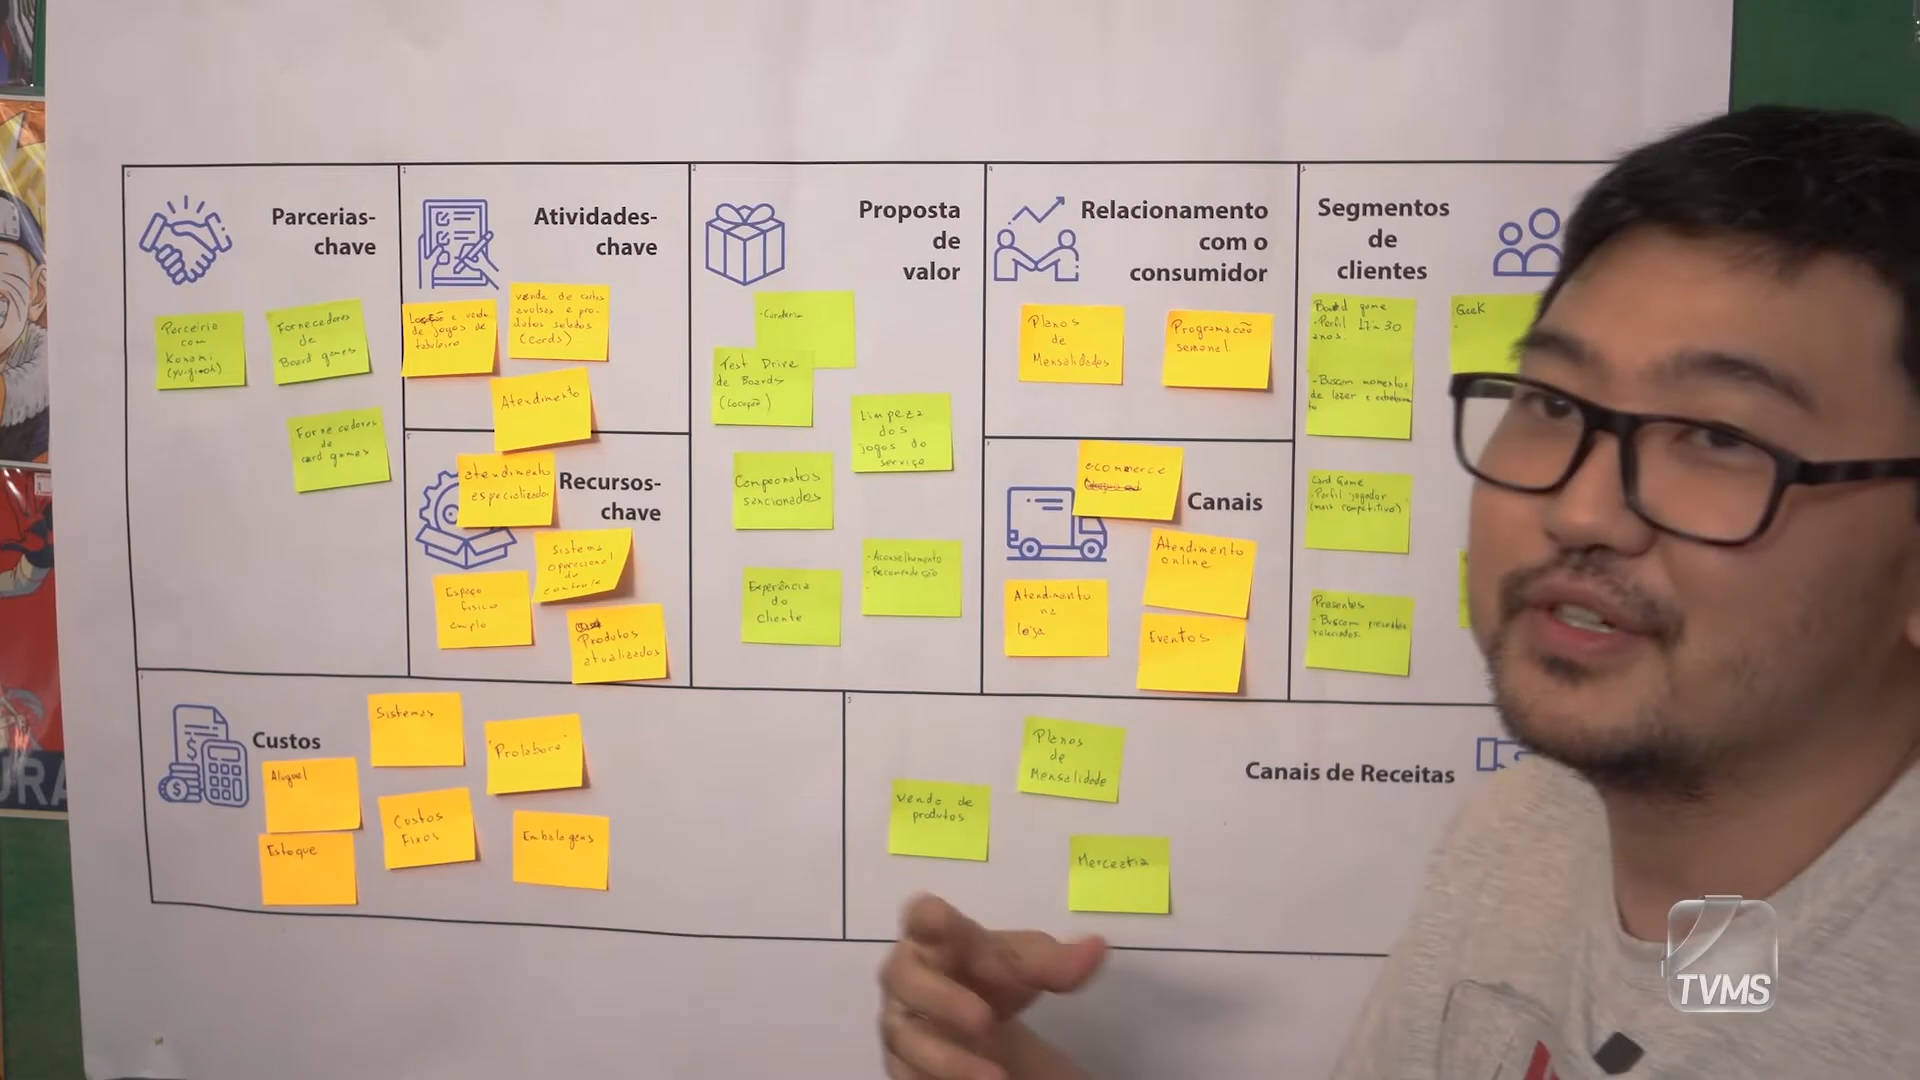 Parcerias-
chave
Parceria
com
Konami
(yu-gi-oh)
Fornecedores
de
Board games
Fornecedores
de
card games
Atividades-
chave
Locação e venda
de jogos de
tabuleiro
venda de cartas
avulsas e pro-
dutos selados
(cards)
Atendimento
Recursos-
chave
atendimento
especializado
Sistema
operacional
de
controle
Espaço
físico
amplo
Produtos
atualizados
Proposta
de
valor
Test Drive
de Boards
(Locação)
Limpeza
dos
jogos do
serviço
Campeonatos
sancionados
- Aconselhamento
- Recomendação
-
Experiência
do
cliente
Relacionamento
com o
consumidor
Planos
de
Mensalidades
Programação
semanal.
Canais
ecommerce
Atendimento
online
Atendimento
na
loja
Eventos
Segmentos
de
clientes
Board game
- Perfil 17 a 30
anos.
- Buscam momentos
de lazer e
Geek
-
Card Game
- Perfil jogador
(mais competitivo)
Presentes
- Buscam presentes
relacionados.
Custos
Sistemas
"Prolabore"
Aluguel
Custos
Fixos
Estoque
Embalagens
Canais de Receitas
Planos
de
Mensalidade
Venda de
produtos
URA
TVMS